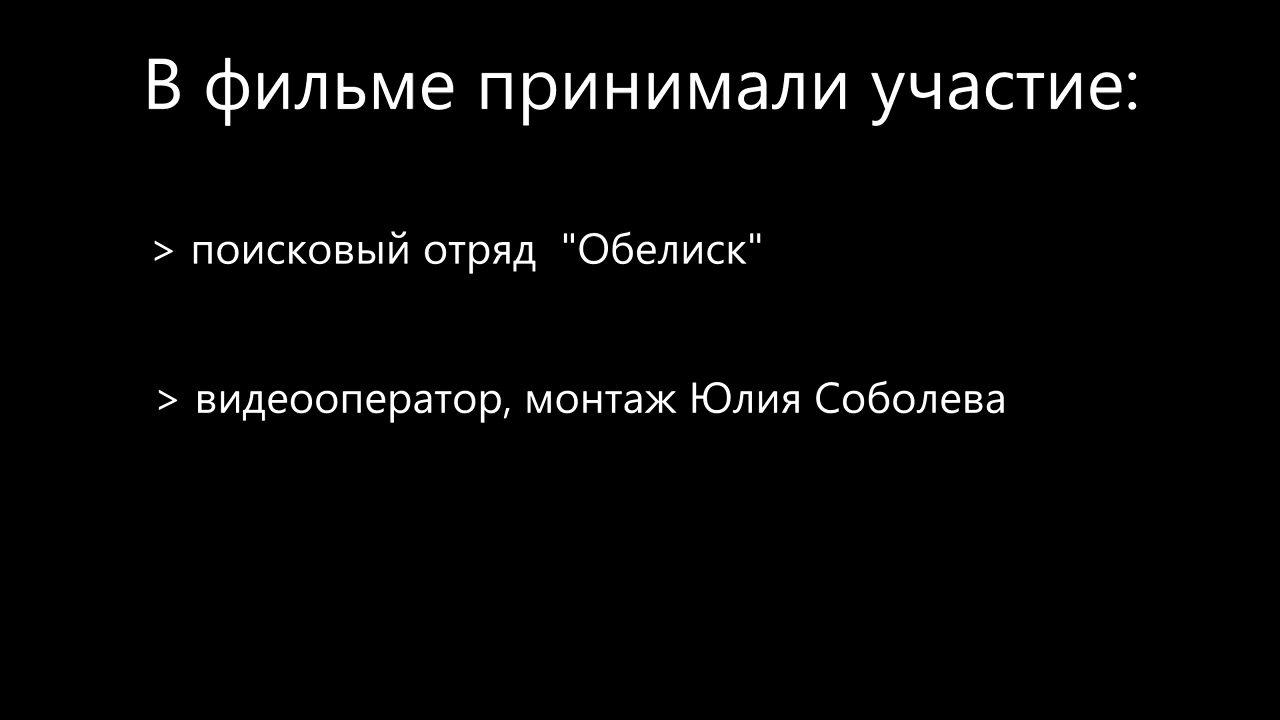 В фильме принимали участие:
> поисковый отряд  "Обелиск"
> видеооператор, монтаж Юлия Соболева